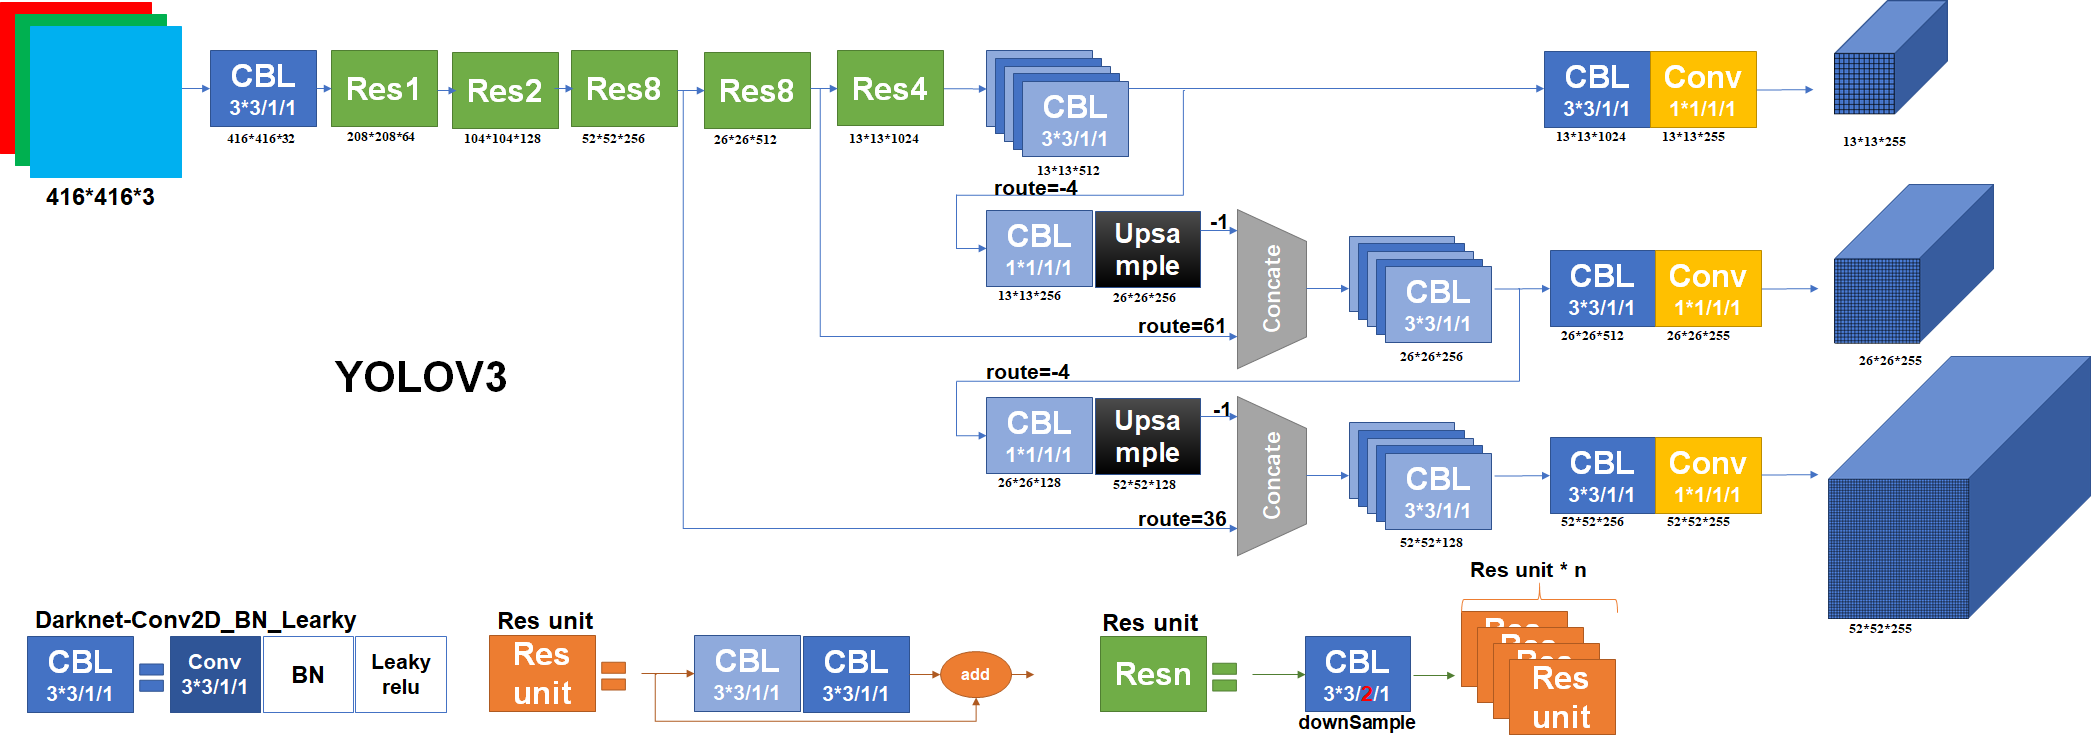 416*416*3
CBL
3*3/1/1
416*416*32
Res1
208*208*64
Res2
104*104*128
Res8
52*52*256
Res8
26*26*512
Res4
13*13*1024
CBL
3*3/1/1
13*13*512
CBL
3*3/1/1
13*13*1024
Conv
1*1/1/1
13*13*255
13*13*255
route=-4
CBL
1*1/1/1
13*13*256
Upsa
mple
26*26*256
-1
route=61
Concate
CBL
3*3/1/1
26*26*256
CBL
3*3/1/1
26*26*512
Conv
1*1/1/1
26*26*255
26*26*255
YOLOV3
route=-4
CBL
1*1/1/1
26*26*128
Upsa
mple
52*52*128
-1
route=36
Concate
CBL
3*3/1/1
52*52*128
CBL
3*3/1/1
52*52*256
Conv
1*1/1/1
52*52*255
52*52*255
Darknet-Conv2D_BN_Learky
CBL
3*3/1/1
Conv
3*3/1/1
BN
Leaky
relu
Res unit
Res
unit
CBL
3*3/1/1
CBL
3*3/1/1
add
Res unit
Resn
CBL
3*3/2/1
downSample
Res unit * n
Res
Res
Res
Res
unit